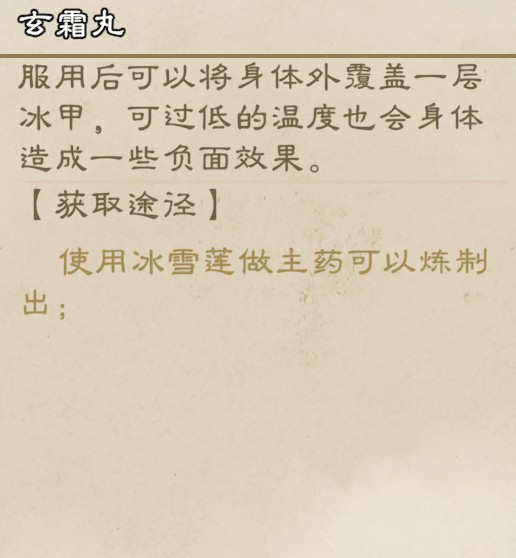 玄霜丸
服用后可以将身体外覆盖一层
冰甲，可过低的温度也会身体
造成一些负面效果。
【获取途径】
使用冰雪莲做主药可以炼制
出；